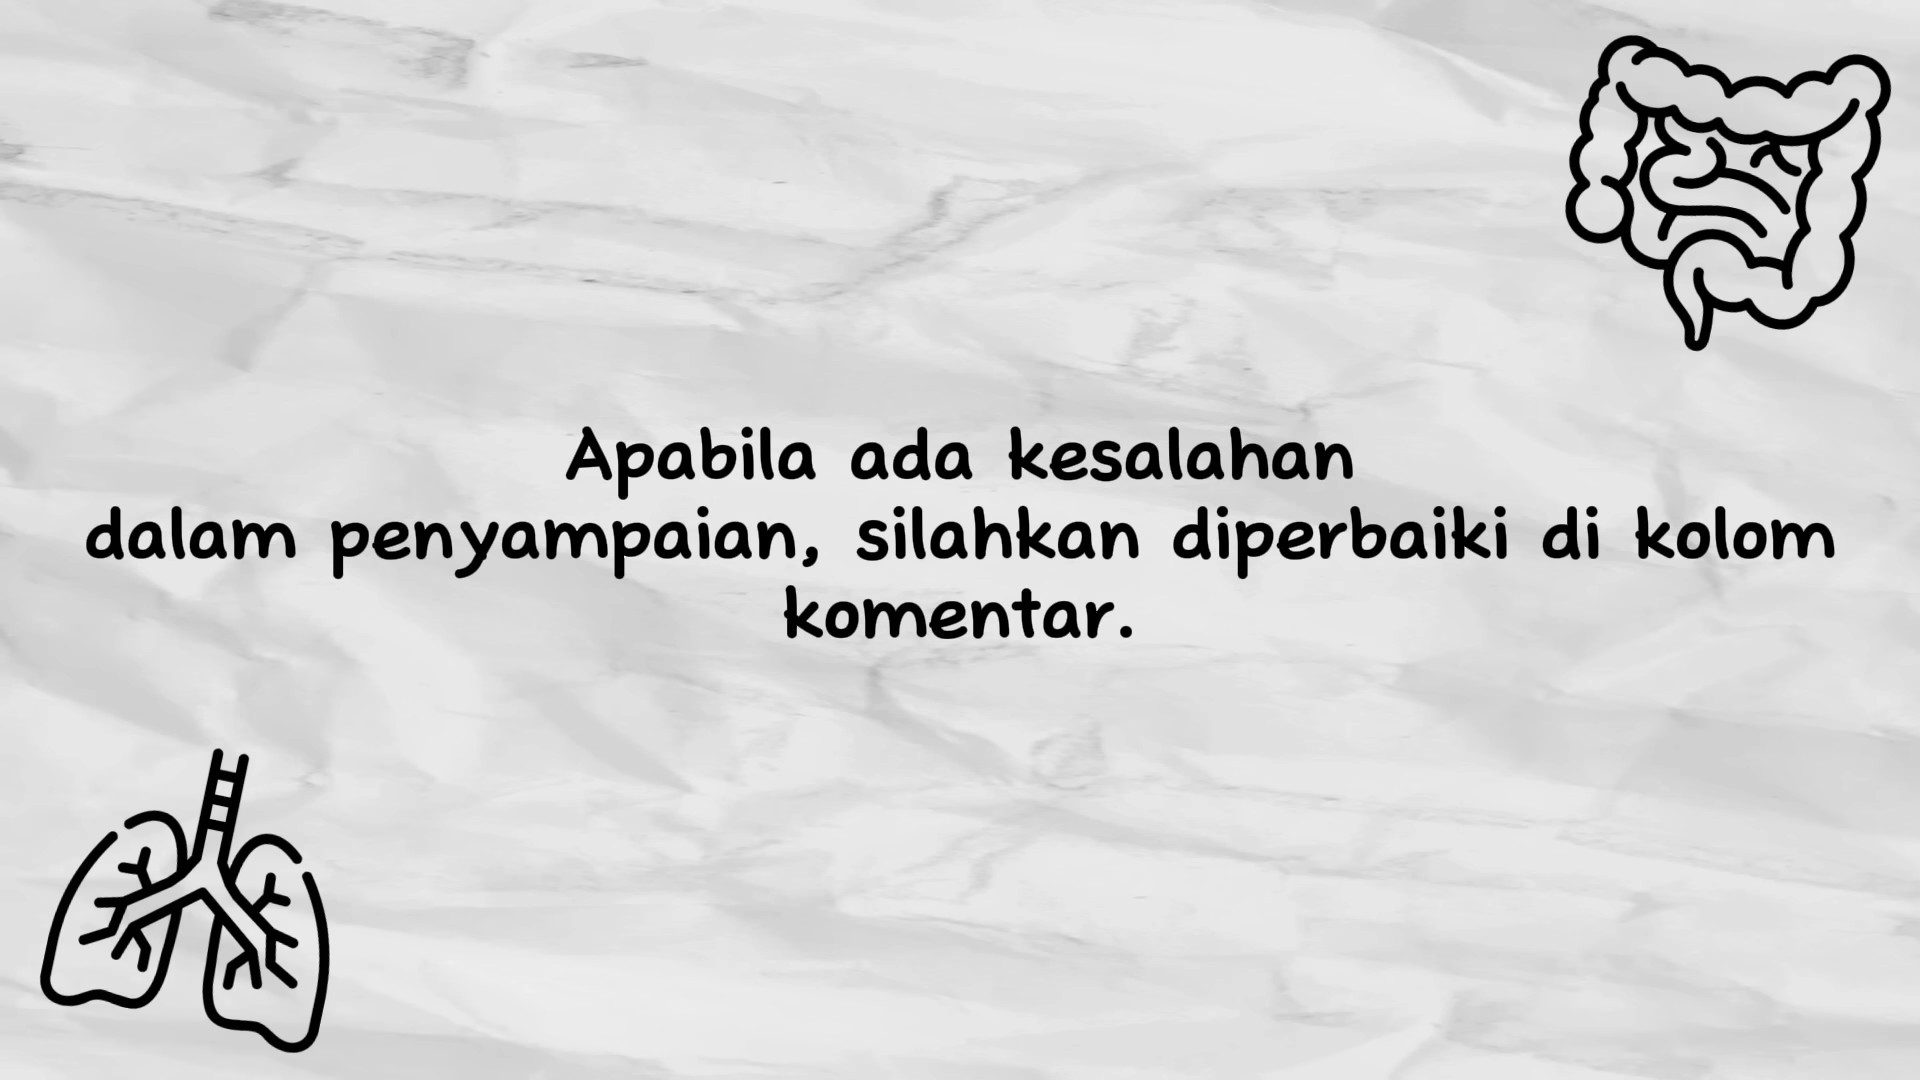 Apabila ada kesalahan
dalam penyampaian, silahkan diperbaiki di kolom
komentar.